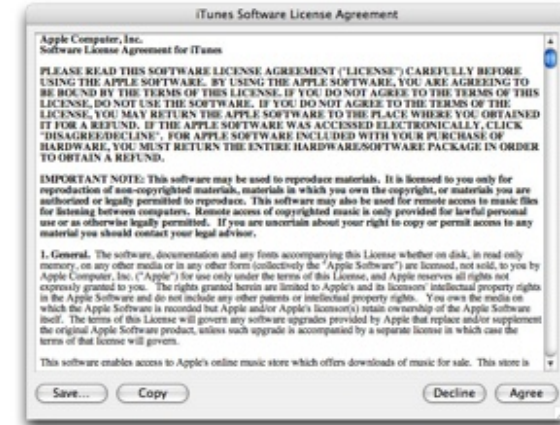 iTunes Software License Agreement
Apple Computer, Inc.
Software License Agreement for iTunes
PLEASE READ THIS SOFTWARE LICENSE AGREEMENT ("LICENSE") CAREFULLY BEFORE
USING THE APPLE SOFTWARE. BY USING THE APPLE SOFTWARE, YOU ARE AGREEING TO
BE BOUND BY THE TERMS OF THIS LICENSE. IF YOU DO NOT AGREE TO THE TERMS OF THIS
LICENSE, DO NOT USE THE SOFTWARE. IF YOU DO NOT AGREE TO THE TERMS OF THE
LICENSE, YOU MAY RETURN THE APPLE SOFTWARE TO THE PLACE WHERE YOU OBTAINED
IT FOR A REFUND. IF THE APPLE SOFTWARE WAS ACCESSED ELECTRONICALLY, CLICK
"DISAGREE/DECLINE". FOR APPLE SOFTWARE INCLUDED WITH YOUR PURCHASE OF
HARDWARE, YOU MUST RETURN THE ENTIRE HARDWARE/SOFTWARE PACKAGE IN ORDER
TO OBTAIN A REFUND.
IMPORTANT NOTE: This software may be used to reproduce materials. It is licensed to you only for
reproduction of non-copyrighted materials, materials in which you own the copyright, or materials you are
authorized or legally permitted to reproduce. This software may also be used for remote access to music files
for listening between computers. Remote access of copyrighted music is only provided for lawful personal
use or as otherwise legally permitted. If you are uncertain about your right to copy or permit access to any
material you should contact your legal advisor.
1. General. The software, documentation and any fonts accompanying this License whether on disk, in read only
memory, on any other media or in any other form (collectively the "Apple Software") are licensed, not sold, to you by
Apple Computer, Inc. ("Apple") for use only under the terms of this License, and Apple reserves all rights not
expressly granted to you. The rights granted herein are limited to Apple's and its licensors' intellectual property rights
in the Apple Software and do not include any other patents or intellectual property rights. You own the media on
which the Apple Software is recorded but Apple and/or Apple's licensor(s) retain ownership of the Apple Software
itself. The terms of this License will govern any software upgrades provided by Apple that replace and/or supplement
the original Apple Software product, unless such upgrade is accompanied by a separate license in which case the
terms of that license will govern.
This software enables access to Apple's online music store which offers downloads of music for sale. This store is
Save... Copy Decline Agree